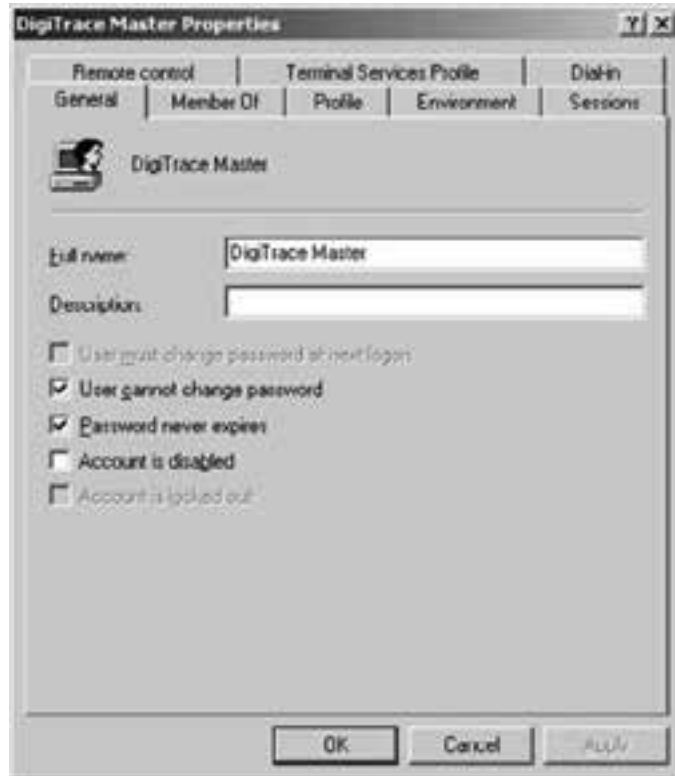 DigiTrace Master Properties
Remote control Terminal Services Profile Dial-in
General Member Of Profile Environment Sessions
DigiTrace Master
Full name: DigiTrace Master
Description:
User must change password at next logon
User cannot change password
Password never expires
Account is disabled
Account is locked out
OK Cancel Apply